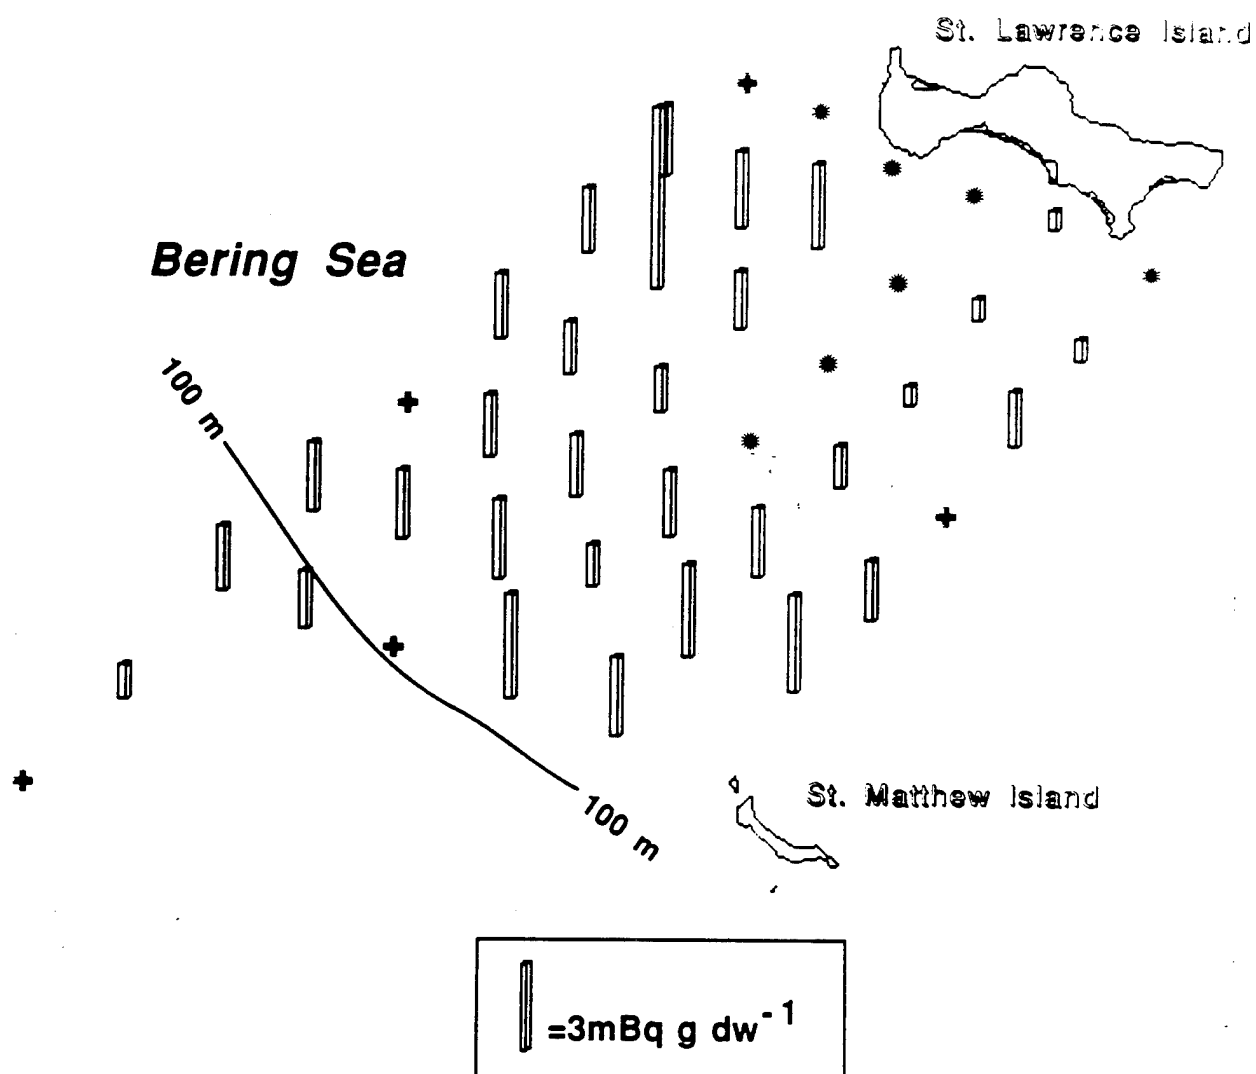 St. Lawrence Island
Bering Sea
100 m
100 m
St. Matthew Island
=3mBq g dw⁻¹